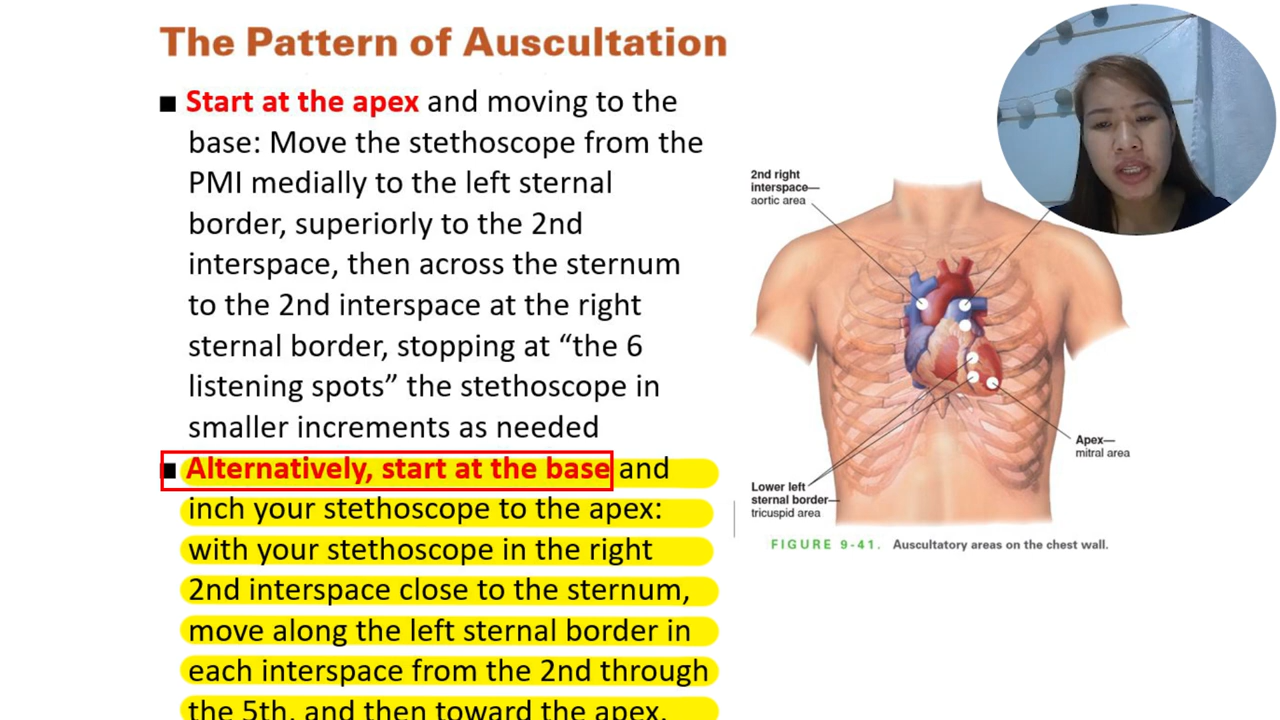 The Pattern of Auscultation
■ Start at the apex and moving to the
base: Move the stethoscope from the
PMI medially to the left sternal
border, superiorly to the 2nd
interspace, then across the sternum
to the 2nd interspace at the right
sternal border, stopping at “the 6
listening spots” the stethoscope in
smaller increments as needed
■ Alternatively, start at the base and
inch your stethoscope to the apex:
with your stethoscope in the right
2nd interspace close to the sternum,
move along the left sternal border in
each interspace from the 2nd through
the 5th, and then toward the apex.
2nd right
interspace—
aortic area
Apex—
mitral area
Lower left
sternal border—
tricuspid area
FIGURE 9-41. Auscultatory areas on the chest wall.